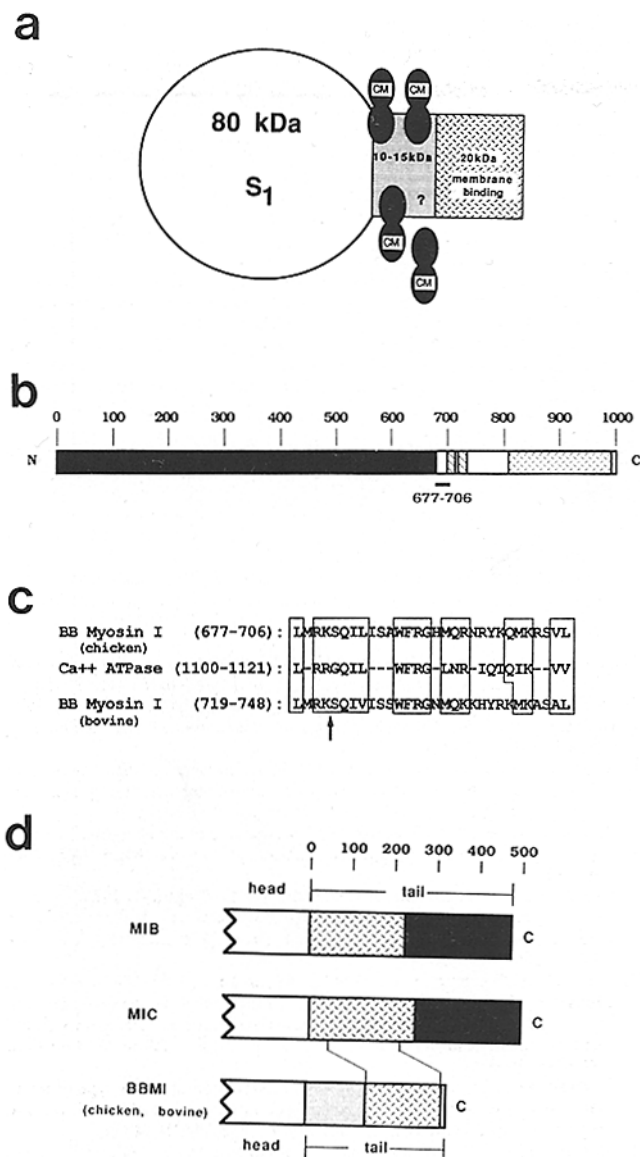 a
CM CM
80 kDa
S1
10-15kDa
?
20kDa
membrane
binding
CM
CM
b
0 100 200 300 400 500 600 700 800 900 1000
N C
677-706
c
BB Myosin I (677-706) : LMRKSQILISAWFRGHMQRNRYKQMKRSVL
(chicken)
Ca++ ATPase (1100-1121) : L-RRGQIL---WFRG-LNR-IQTQIK--VV
BB Myosin I (719-748) : LMRKSQIVISSWFRGNMQKKHYRKMKASAL
(bovine)
d
0 100 200 300 400 500
head tail
MIB C
MIC C
BBMI C
(chicken, bovine)
head tail